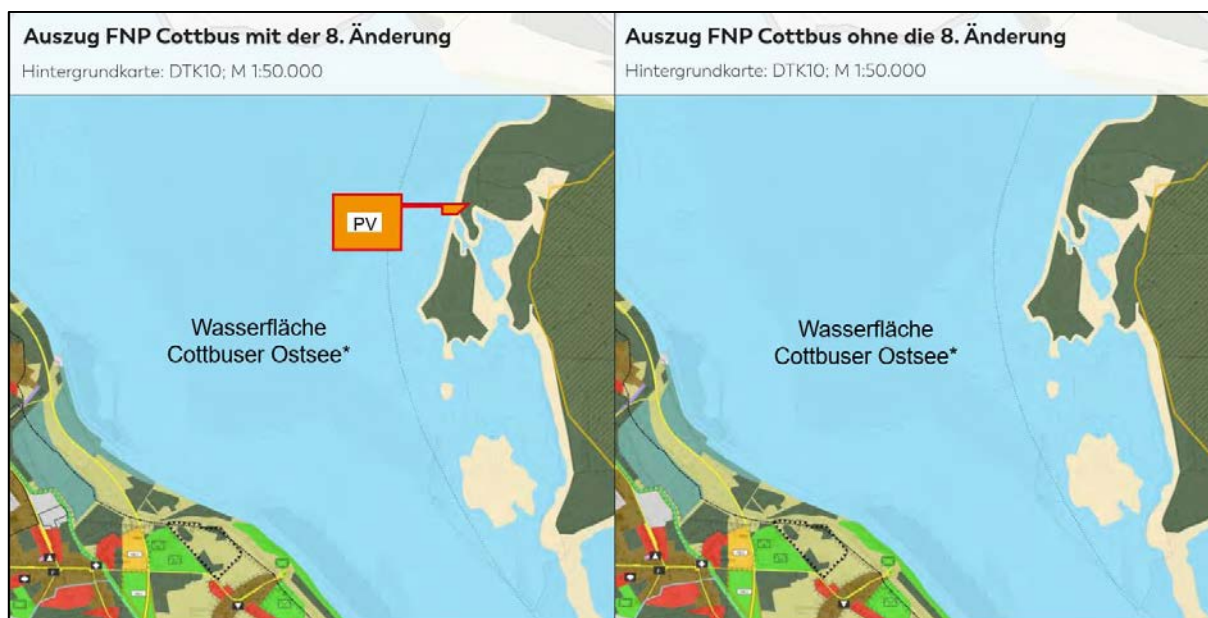 Auszug FNP Cottbus mit der 8. Änderung
Hintergrundkarte: DTK10; M 1:50.000
PV
Wasserfläche
Cottbuser Ostsee*
Auszug FNP Cottbus ohne die 8. Änderung
Hintergrundkarte: DTK10; M 1:50.000
Wasserfläche
Cottbuser Ostsee*